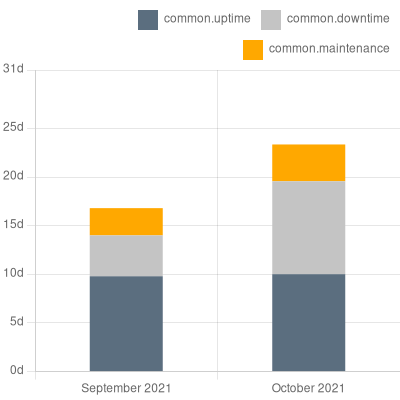 common.uptime common.downtime
common.maintenance
31d
25d
20d
15d
10d
5d
0d
September 2021 October 2021